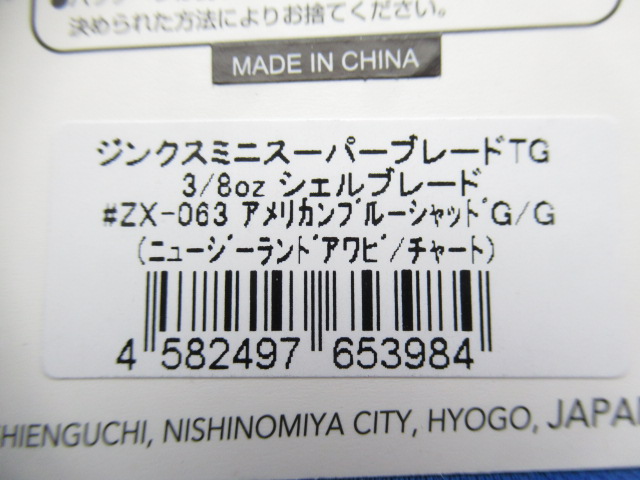 決められた方法によりお捨てください。
MADE IN CHINA
ジンクスミニスーパーブレードTG
3/8oz シェルブレード
#ZX-063 アメリカンブルーシャッドG/G
(ニュージーランドアワビ/チャート)
4 582497 653984
HIENGUCHI, NISHINOMIYA CITY, HYOGO, JAPAN